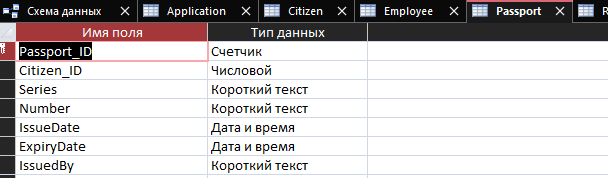 Схема данных Application Citizen Employee Passport R
Имя поля Тип данных
Passport_ID Счетчик
Citizen_ID Числовой
Series Короткий текст
Number Короткий текст
IssueDate Дата и время
ExpiryDate Дата и время
IssuedBy Короткий текст